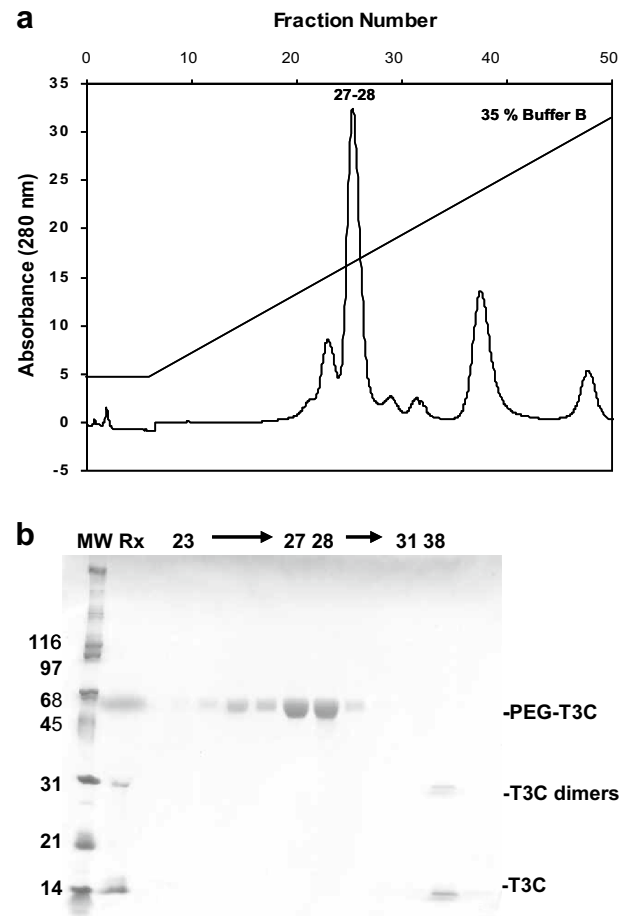 a
Fraction Number
0 10 20 30 40 50
35
30
25
20
15
10
5
0
-5
Absorbance (280 nm)
27-28
35 % Buffer B
b
MW Rx 23 27 28 31 38
116
97
68
45
31
21
14
-PEG-T3C
-T3C dimers
-T3C